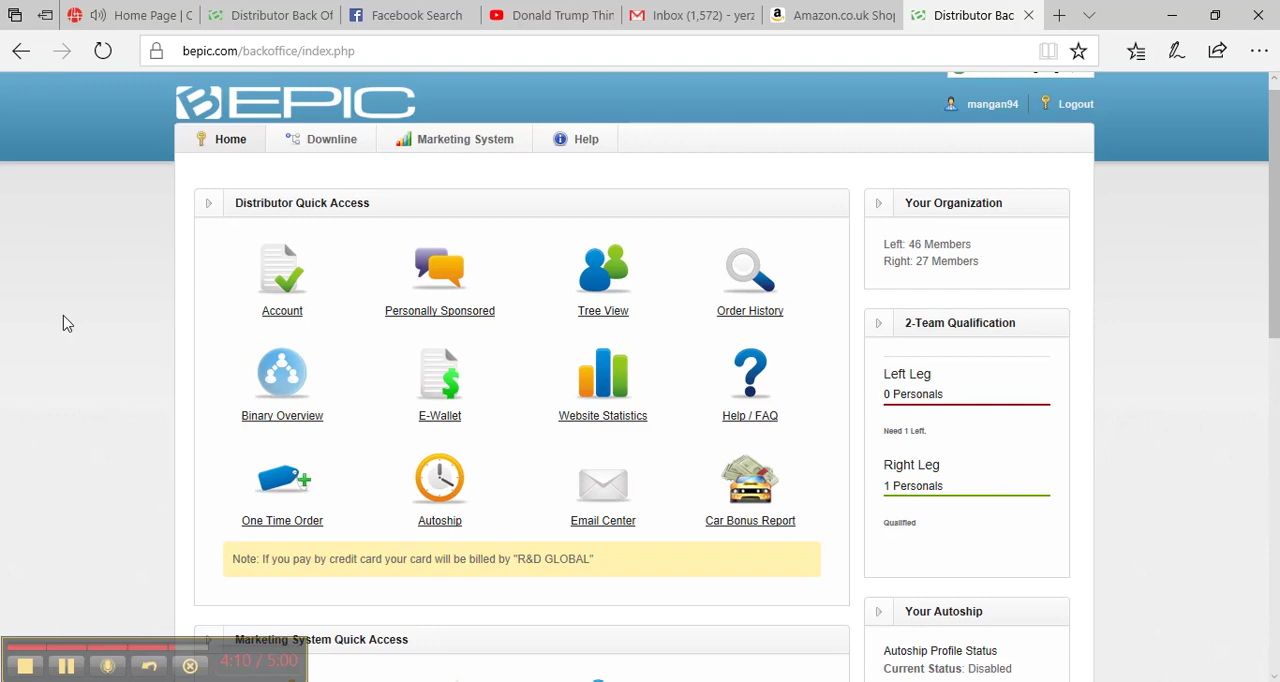 Home Page | C
Distributor Back Of
Facebook Search
Donald Trump Thin
Inbox (1,572) - yerz
Amazon.co.uk Shop
Distributor Bac
bepic.com/backoffice/index.php
BEPIC
mangan94
Logout
Home
Downline
Marketing System
Help
Distributor Quick Access
Account
Personally Sponsored
Tree View
Order History
Binary Overview
E-Wallet
Website Statistics
Help / FAQ
One Time Order
Autoship
Email Center
Car Bonus Report
Note: If you pay by credit card your card will be billed by "R&D GLOBAL"
Marketing System Quick Access
Your Organization
Left: 46 Members
Right: 27 Members
2-Team Qualification
Left Leg
0 Personals
Need 1 Left.
Right Leg
1 Personals
Qualified
Your Autoship
Autoship Profile Status
Current Status: Disabled
4:10 / 5:00